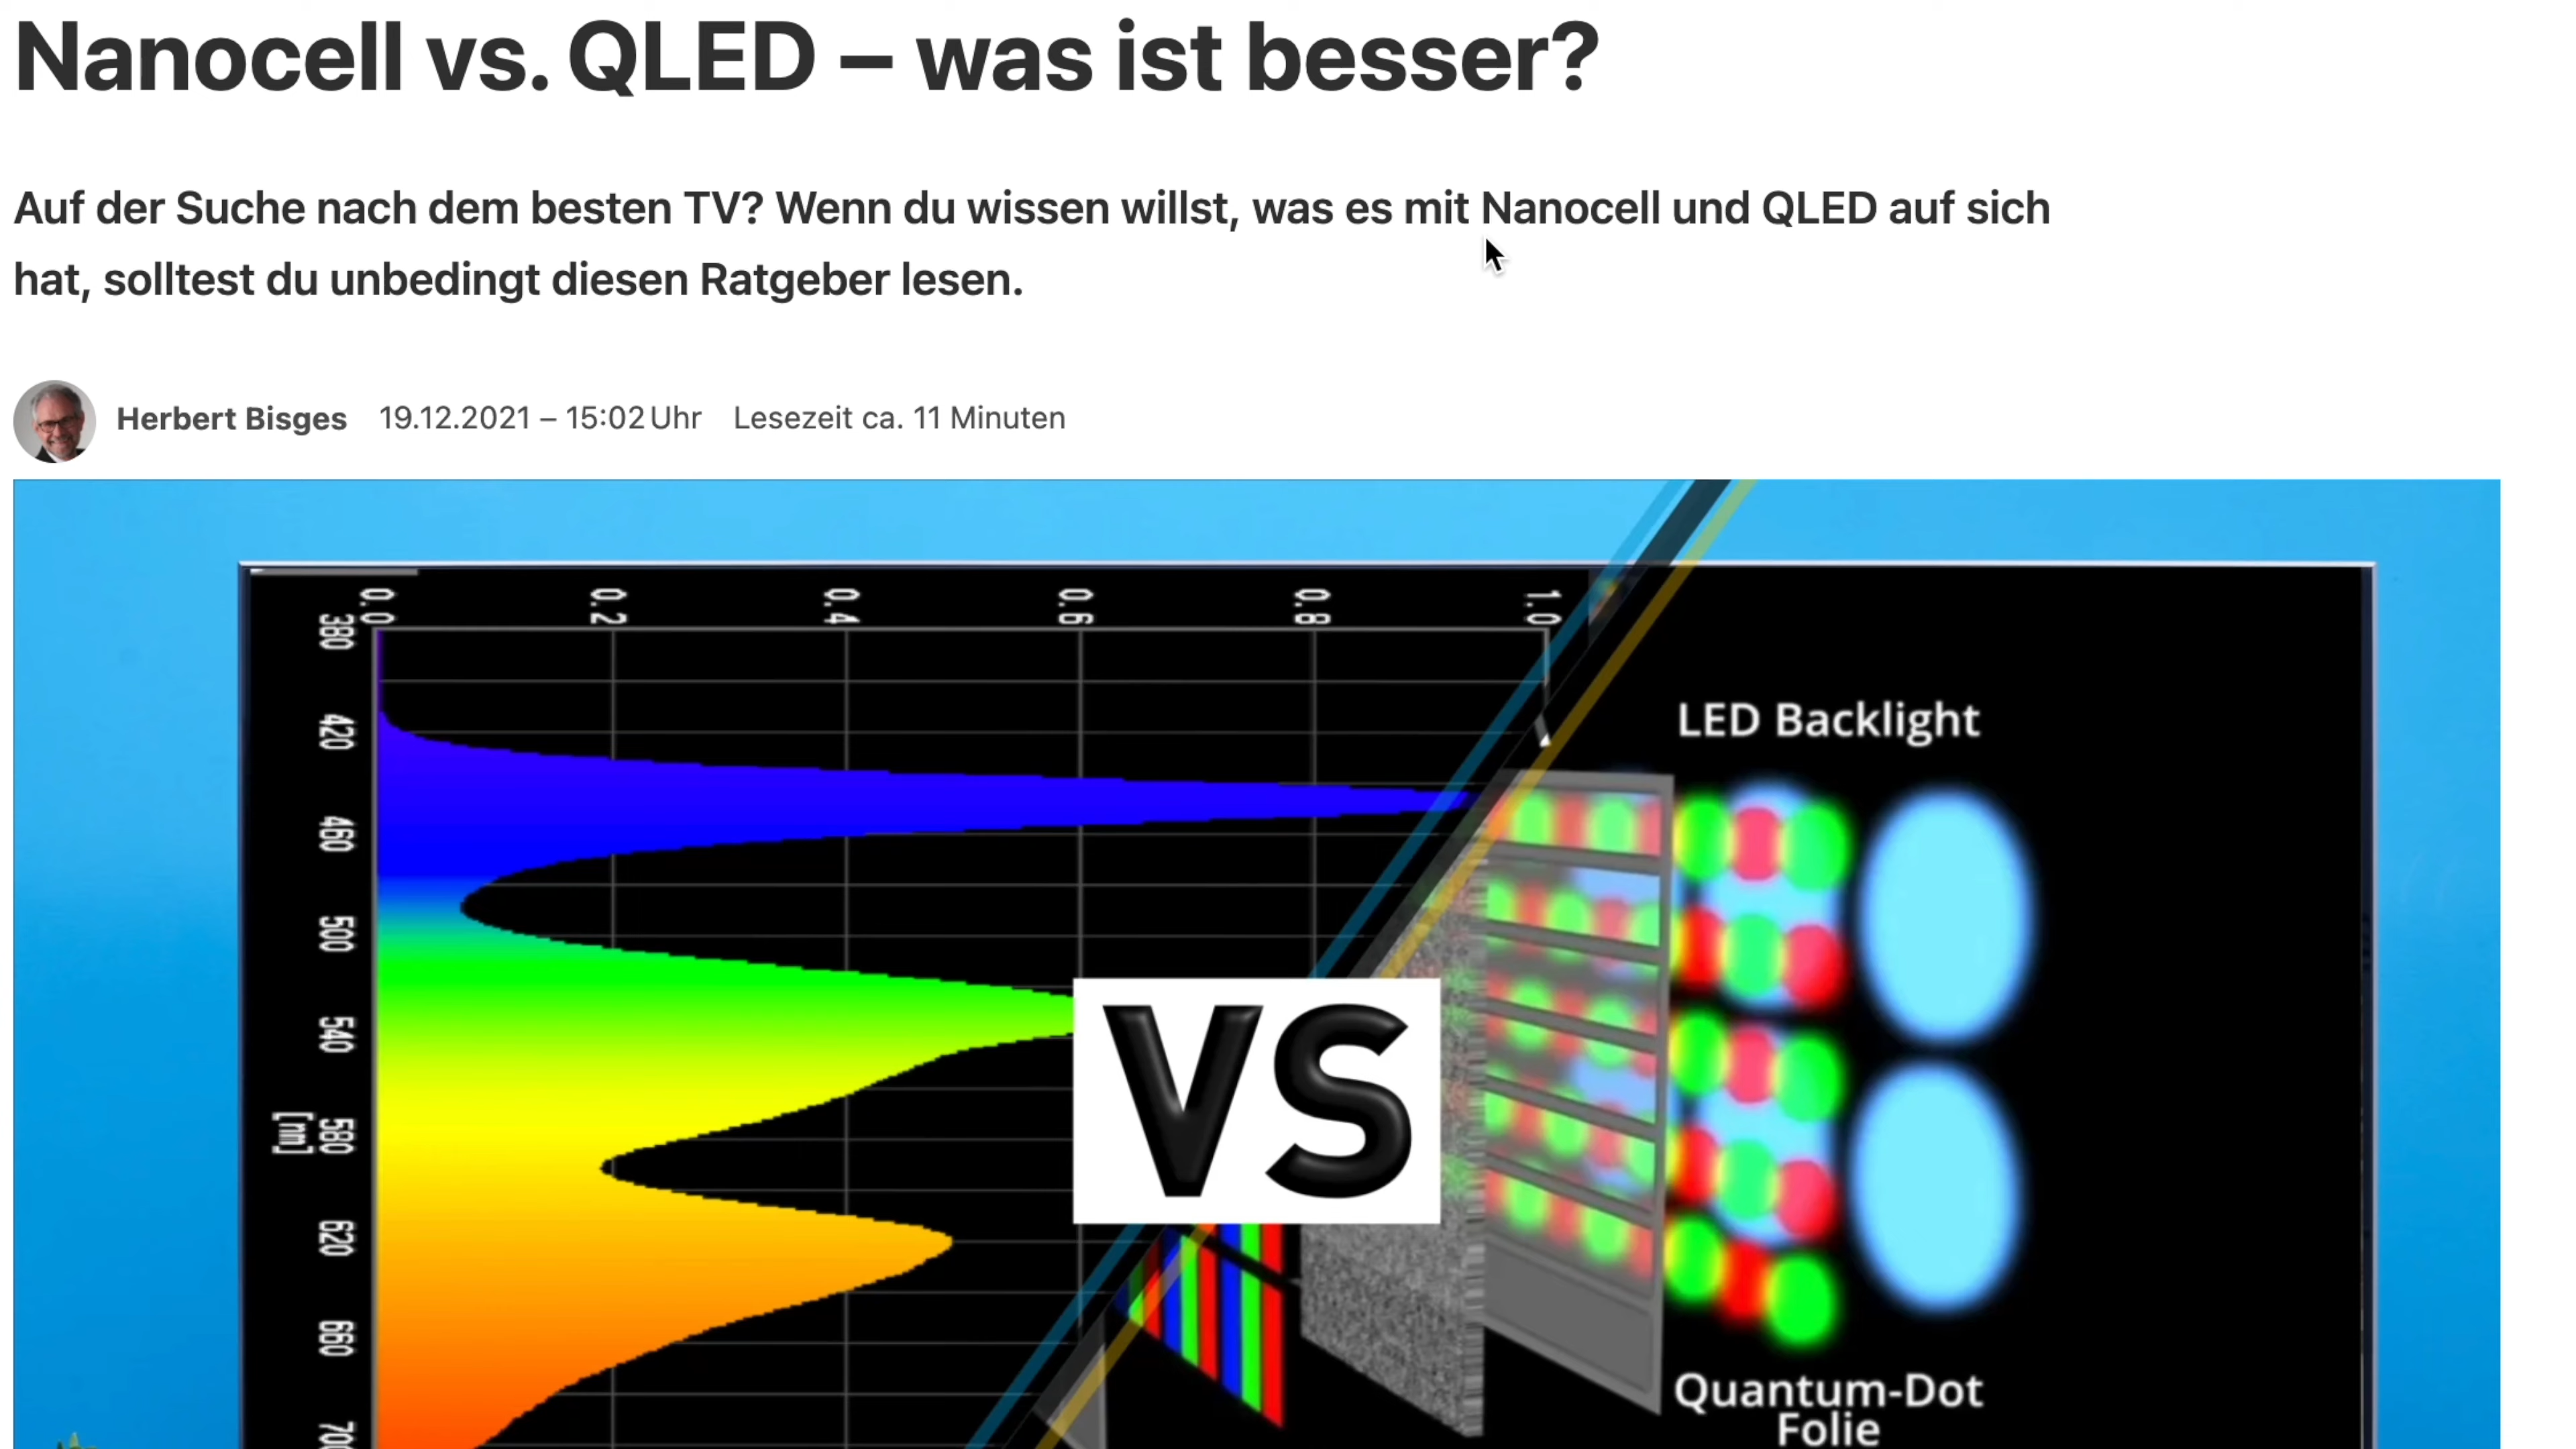 Nanocell vs. QLED – was ist besser?
Auf der Suche nach dem besten TV? Wenn du wissen willst, was es mit Nanocell und QLED auf sich
hat, solltest du unbedingt diesen Ratgeber lesen.
Herbert Bisges 19.12.2021 – 15:02 Uhr Lesezeit ca. 11 Minuten
0.0 0.2 0.4 0.6 0.8 1.0
380
420
460
500
540
580
[nm]
620
660
LED Backlight
VS
Quantum-Dot
Folie